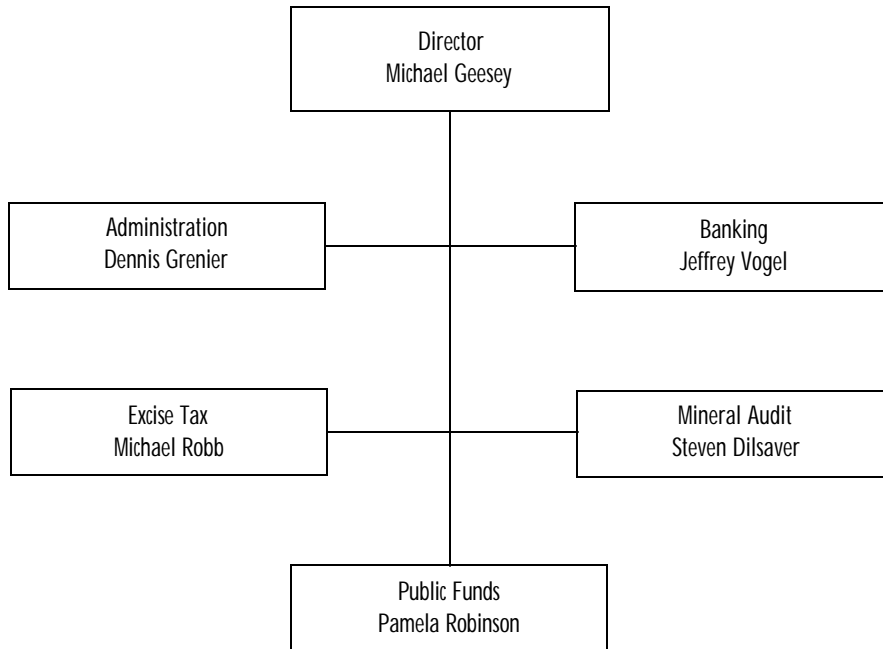 Director
Michael Geesey
Administration
Dennis Grenier
Banking
Jeffrey Vogel
Excise Tax
Michael Robb
Mineral Audit
Steven Dilsaver
Public Funds
Pamela Robinson